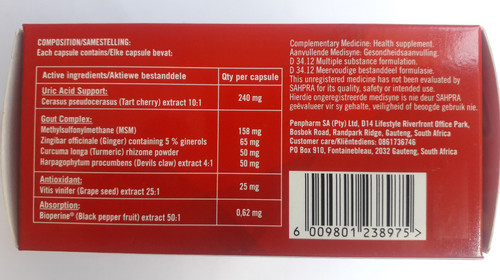 COMPOSITION/SAMESTELLING:
Each capsule contains/Elke capsule bevat:
Active ingredients/Aktiewe bestanddele Qty per capsule
Uric Acid Support:
Cerasus pseudocerasus (Tart cherry) extract 10:1 240 mg
Gout Complex:
Methylsulfonylmethane (MSM) 158 mg
Zingibar officinale (Ginger) containing 5 % gingerols 65 mg
Curcuma longa (Turmeric) rhizome powder 50 mg
Harpagophytum procumbens (Devils claw) extract 4:1 50 mg
Antioxidant:
Vitis vinifer (Grape seed) extract 25:1 25 mg
Absorption:
Bioperine® (Black pepper fruit) extract 50:1 0,62 mg
Complementary Medicine: Health supplement.
Aanvullende Medisyne: Gesondheidsaanvulling.
D 34.12 Multiple substance formulation.
D 34.12 Meervoudige bestanddeel formulasie.
This unregistered medicine has not been evaluated by
SAHPRA for its quality, safety or intended use.
Hierdie ongeregistreerde medisyne is nie deur SAHPRA
geëvalueer vir sy kwaliteit, veiligheid of beoogde gebruik nie.
Penpharm SA (Pty) Ltd, D14 Lifestyle Riverfront Office Park,
Bosbok Road, Randpark Ridge, Gauteng, South Africa
Customer care/Kliëntediens: 0861736746
PO Box 910, Fontainebleau, 2032 Gauteng, South Africa
6 009801 238975 >